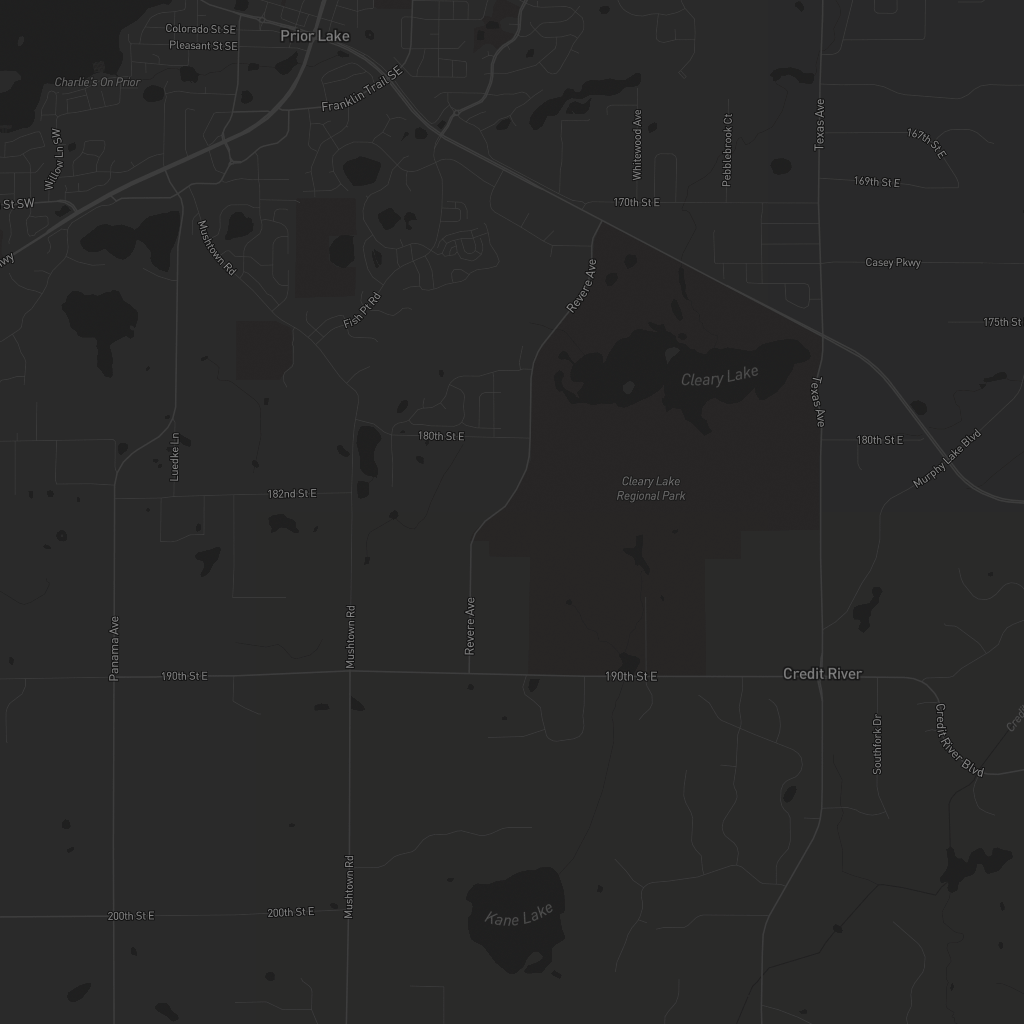 Colorado St SE
Prior Lake
Pleasant St SE
Charlie's On Prior
Franklin Trail SE
Willow Ln SW
St SW
Mushtown Rd
Fish Pt Rd
Whitewood Ave
Pebblebrook Ct
Texas Ave
167th St E
169th St E
170th St E
Revere Ave
Casey Pkwy
175th St
Cleary Lake
Texas Ave
180th St E
180th St E
Murphy Lake Blvd
Luedke Ln
182nd St E
Cleary Lake
Regional Park
Panama Ave
Mushtown Rd
Revere Ave
190th St E
190th St E
Credit River
Southfork Dr
Credit River Blvd
Mushtown Rd
200th St E
200th St E
Kane Lake